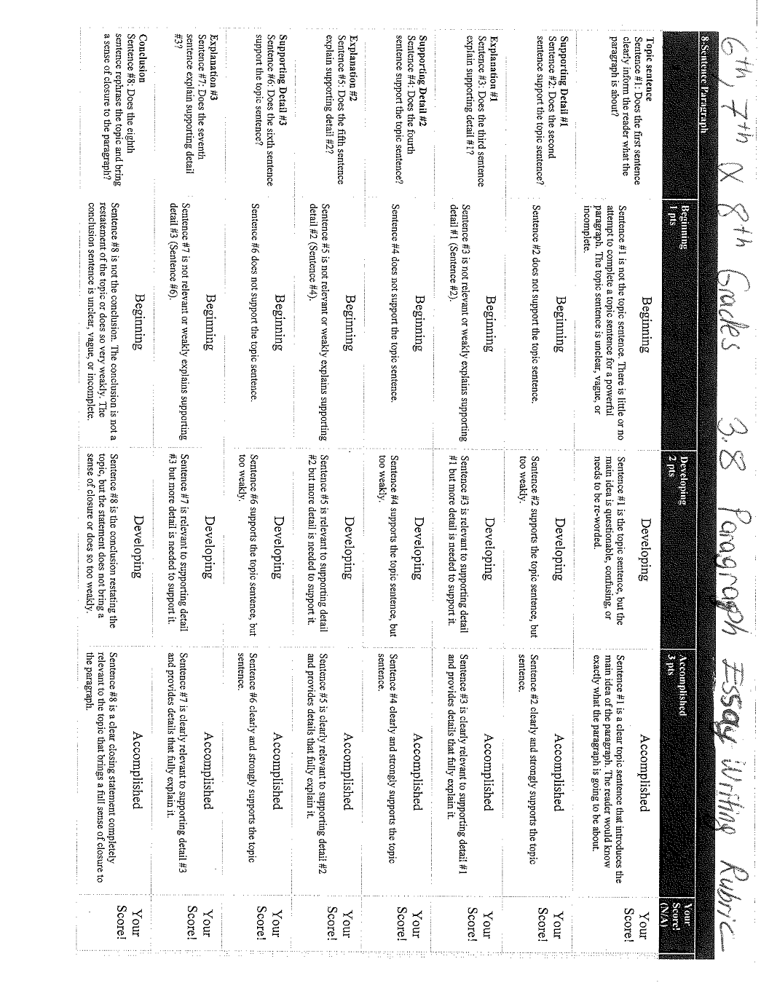 6th, 7th & 8th Grades 3.8 Paragraph Essay Writing Rubric
8-Sentence Paragraph
Beginning
1 pts
Developing
2 pts
Accomplished
3 pts
Your
Score!
(N/A)
Topic sentence
Sentence #1: Does the first sentence
clearly inform the reader what the
paragraph is about?
Beginning
Sentence #1 is not the topic sentence. There is little or no
attempt to complete a topic sentence for a powerful
paragraph. The topic sentence is unclear, vague, or
incomplete.
Developing
Sentence #1 is the topic sentence, but the
main idea is questionable, confusing, or
needs to be re-worded.
Accomplished
Sentence #1 is a clear topic sentence that introduces the
main idea of the paragraph. The reader would know
exactly what the paragraph is going to be about.
Your
Score!
Supporting Detail #1
Sentence #2: Does the second
sentence support the topic sentence?
Beginning
Sentence #2 does not support the topic sentence.
Developing
Sentence #2 supports the topic sentence, but
too weakly.
Accomplished
Sentence #2 clearly and strongly supports the topic
sentence.
Your
Score!
Explanation #1
Sentence #3: Does the third sentence
explain supporting detail #1?
Beginning
Sentence #3 is not relevant or weakly explains supporting
detail #1 (Sentence #2).
Developing
Sentence #3 is relevant to supporting detail
#1 but more detail is needed to support it.
Accomplished
Sentence #3 is clearly relevant to supporting detail #1
and provides details that fully explain it.
Your
Score!
Supporting Detail #2
Sentence #4: Does the fourth
sentence support the topic sentence?
Beginning
Sentence #4 does not support the topic sentence.
Developing
Sentence #4 supports the topic sentence, but
too weakly.
Accomplished
Sentence #4 clearly and strongly supports the topic
sentence.
Your
Score!
Explanation #2
Sentence #5: Does the fifth sentence
explain supporting detail #2?
Beginning
Sentence #5 is not relevant or weakly explains supporting
detail #2 (Sentence #4).
Developing
Sentence #5 is relevant to supporting detail
#2 but more detail is needed to support it.
Accomplished
Sentence #5 is clearly relevant to supporting detail #2
and provides details that fully explain it.
Your
Score!
Supporting Detail #3
Sentence #6: Does the sixth sentence
support the topic sentence?
Beginning
Sentence #6 does not support the topic sentence.
Developing
Sentence #6 supports the topic sentence, but
too weakly.
Accomplished
Sentence #6 clearly and strongly supports the topic
sentence.
Your
Score!
Explanation #3
Sentence #7: Does the seventh
sentence explain supporting detail
#3?
Beginning
Sentence #7 is not relevant or weakly explains supporting
detail #3 (Sentence #6).
Developing
Sentence #7 is relevant to supporting detail
#3 but more detail is needed to support it.
Accomplished
Sentence #7 is clearly relevant to supporting detail #3
and provides details that fully explain it.
Your
Score!
Conclusion
Sentence #8: Does the eighth
sentence rephrase the topic and bring
a sense of closure to the paragraph?
Beginning
Sentence #8 is not the conclusion. The conclusion is not a
restatement of the topic or does so very weakly. The
conclusion sentence is unclear, vague, or incomplete.
Developing
Sentence #8 is the conclusion restating the
topic, but the statement does not bring a
sense of closure or does so too weakly.
Accomplished
Sentence #8 is a clear closing statement completely
relevant to the topic that brings a full sense of closure to
the paragraph.
Your
Score!